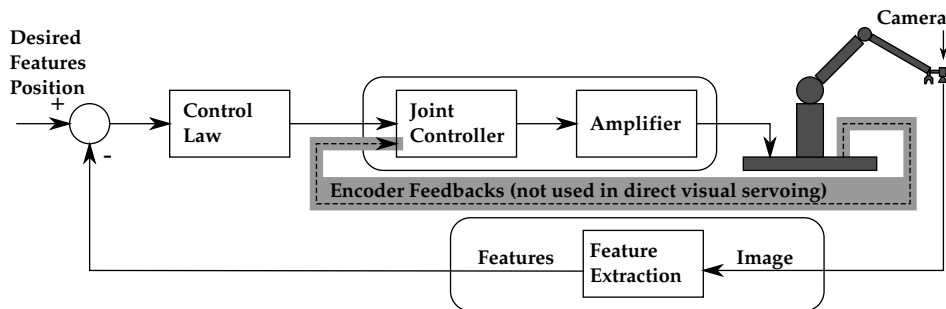 Camera
Desired
Features
Position
+
-
Control
Law
Joint
Controller
Amplifier
Encoder Feedbacks (not used in direct visual servoing)
Features
Feature
Extraction
Image